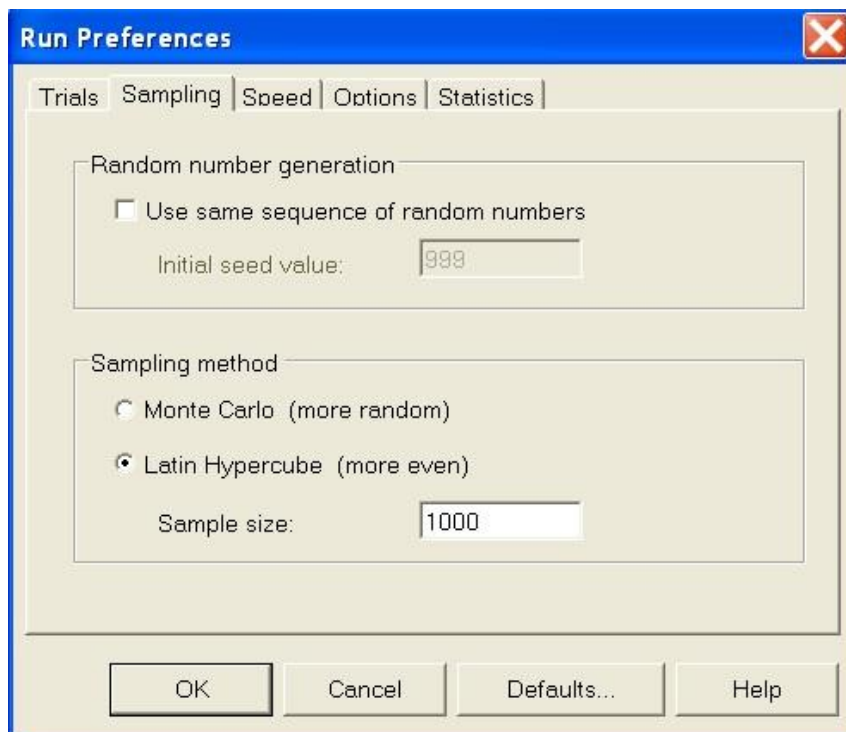 Run Preferences
Trials Sampling Speed Options Statistics
Random number generation
Use same sequence of random numbers
Initial seed value: 999
Sampling method
Monte Carlo (more random)
Latin Hypercube (more even)
Sample size: 1000
OK Cancel Defaults... Help